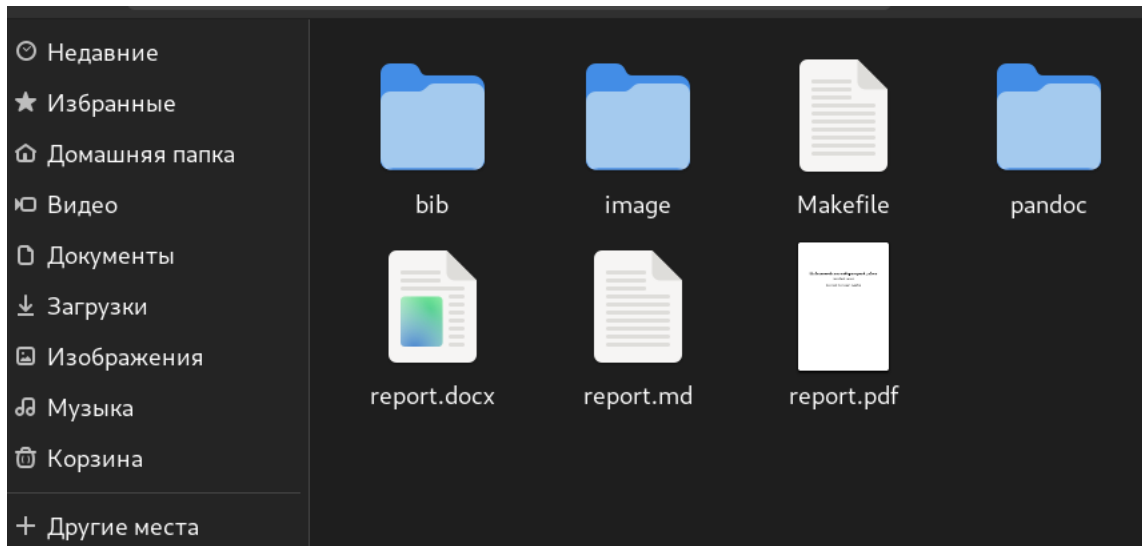 Недавние
Избранные
Домашняя папка
Видео
Документы
Загрузки
Изображения
Музыка
Корзина
Другие места
bib
image
Makefile
pandoc
report.docx
report.md
report.pdf